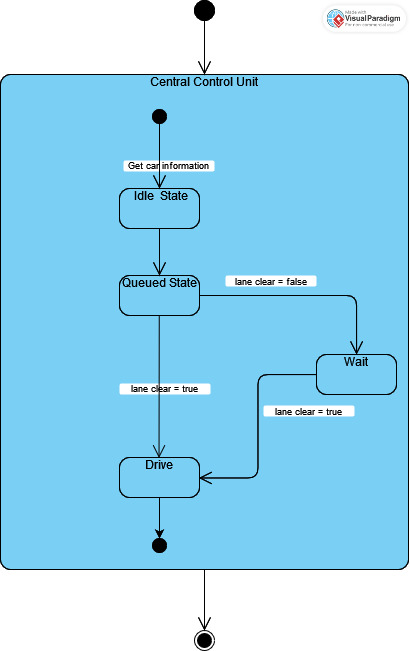 Made with
Visual Paradigm
For non-commercial use
Central Control Unit
Get car information
Idle State
Queued State
lane clear = false
Wait
lane clear = true
lane clear = true
Drive